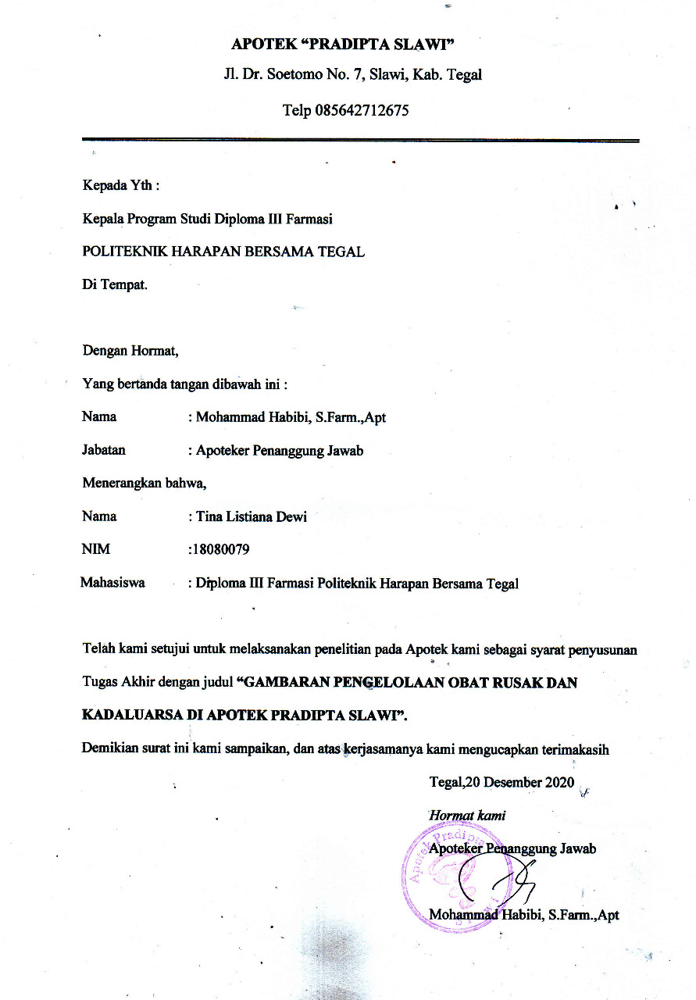 APOTEK “PRADIPTA SLAWI”
Jl. Dr. Soetomo No. 7, Slawi, Kab. Tegal
Telp 085642712675
Kepada Yth :
Kepala Program Studi Diploma III Farmasi
POLITEKNIK HARAPAN BERSAMA TEGAL
Di Tempat.
Dengan Hormat,
Yang bertanda tangan dibawah ini :
Nama : Mohammad Habibi, S.Farm.,Apt
Jabatan : Apoteker Penanggung Jawab
Menerangkan bahwa,
Nama : Tina Listiana Dewi
NIM :18080079
Mahasiswa : Diploma III Farmasi Politeknik Harapan Bersama Tegal
Telah kami setujui untuk melaksanakan penelitian pada Apotek kami sebagai syarat penyusunan
Tugas Akhir dengan judul “GAMBARAN PENGELOLAAN OBAT RUSAK DAN
KADALUARSA DI APOTEK PRADIPTA SLAWI”.
Demikian surat ini kami sampaikan, dan atas kerjasamanya kami mengucapkan terimakasih
Tegal,20 Desember 2020
Hormat kami
Apotek Pradipta
Apoteker Penanggung Jawab
Mohammad Habibi, S.Farm.,Apt